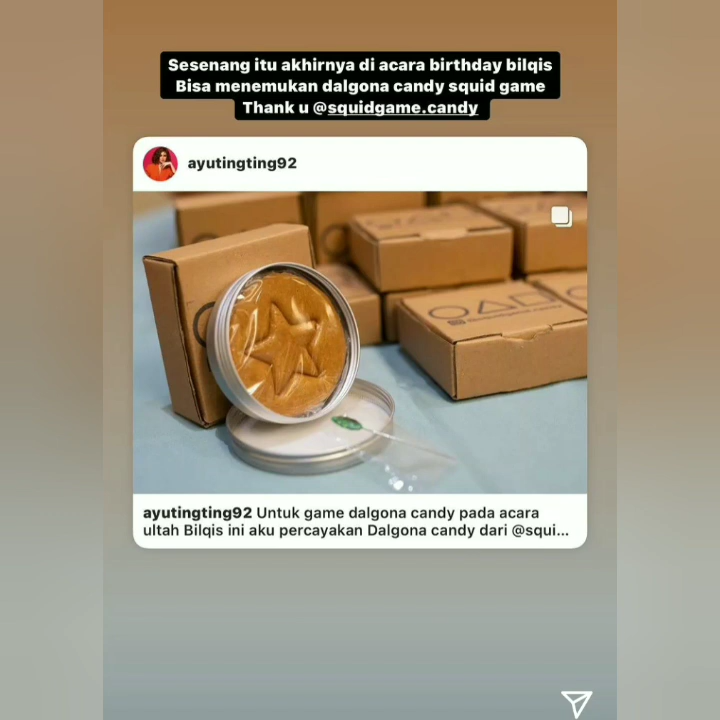 Sesenang itu akhirnya di acara birthday bilqis
Bisa menemukan dalgona candy squid game
Thank u @squidgame.candy
ayutingting92
ayutingting92 Untuk game dalgona candy pada acara
ultah Bilqis ini aku percayakan Dalgona candy dari @squi...